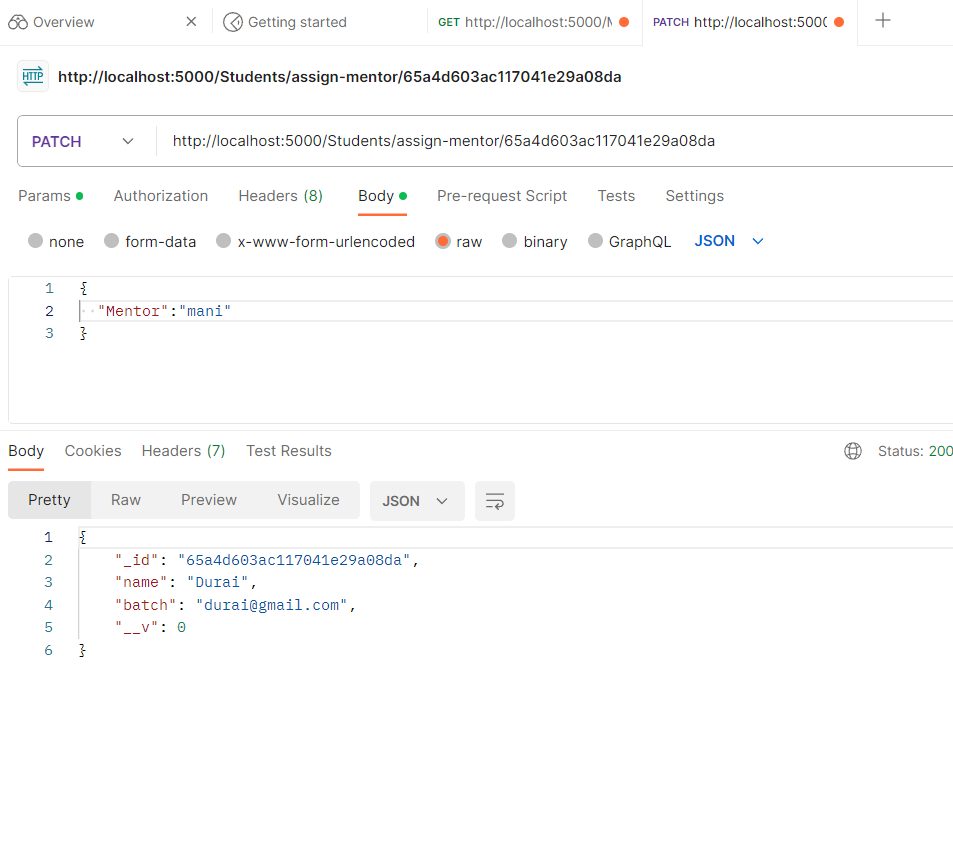 Overview
Getting started
GET http://localhost:5000/M
PATCH http://localhost:500
HTTP http://localhost:5000/Students/assign-mentor/65a4d603ac117041e29a08da
PATCH http://localhost:5000/Students/assign-mentor/65a4d603ac117041e29a08da
Params Authorization Headers (8) Body Pre-request Script Tests Settings
none form-data x-www-form-urlencoded raw binary GraphQL JSON
1 {
2 "Mentor":"mani"
3 }
Body Cookies Headers (7) Test Results Status: 200
Pretty Raw Preview Visualize JSON
1 {
2 "_id": "65a4d603ac117041e29a08da",
3 "name": "Durai",
4 "batch": "durai@gmail.com",
5 "__v": 0
6 }